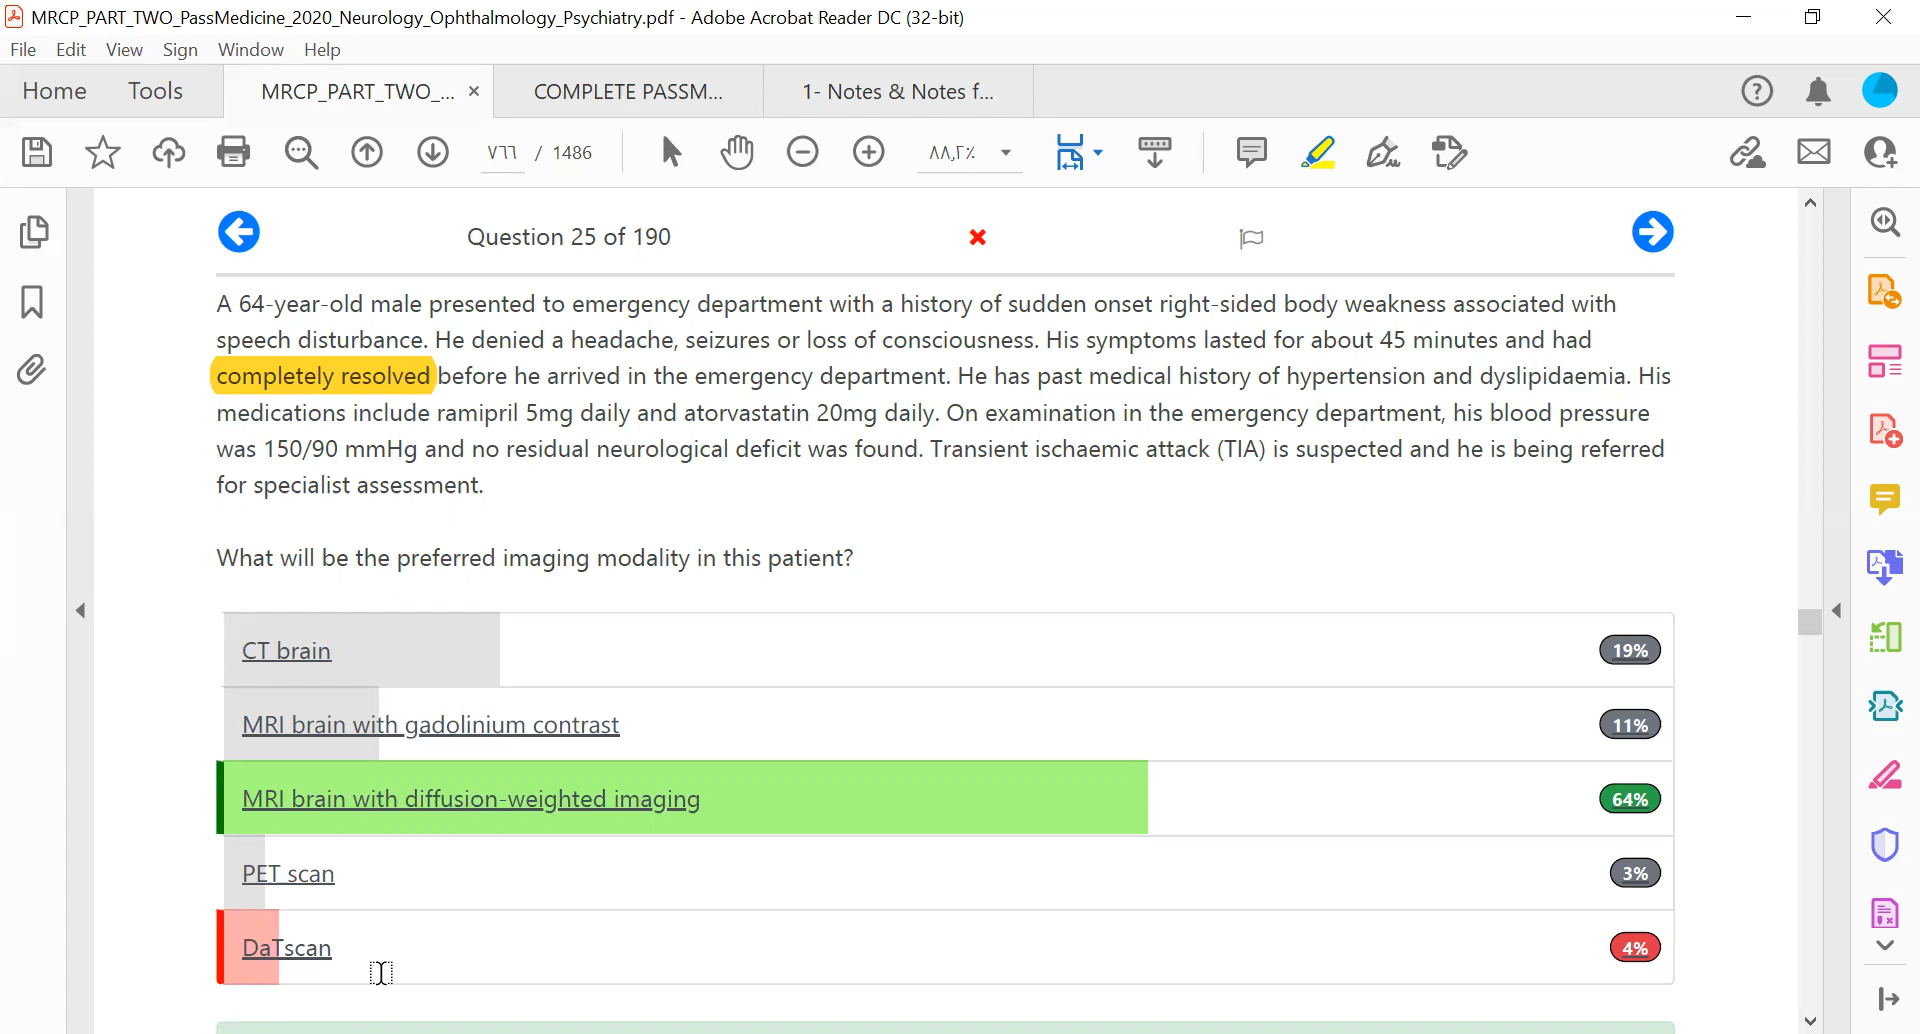 MRCP_PART_TWO_PassMedicine_2020_Neurology_Ophthalmology_Psychiatry.pdf - Adobe Acrobat Reader DC (32-bit)
File Edit View Sign Window Help
Home Tools MRCP_PART_TWO_... × COMPLETE PASSM... 1- Notes & Notes f...
٧٦٦ / 1486 ٨٨,٢٪
Question 25 of 190
A 64-year-old male presented to emergency department with a history of sudden onset right-sided body weakness associated with
speech disturbance. He denied a headache, seizures or loss of consciousness. His symptoms lasted for about 45 minutes and had
completely resolved before he arrived in the emergency department. He has past medical history of hypertension and dyslipidaemia. His
medications include ramipril 5mg daily and atorvastatin 20mg daily. On examination in the emergency department, his blood pressure
was 150/90 mmHg and no residual neurological deficit was found. Transient ischaemic attack (TIA) is suspected and he is being referred
for specialist assessment.
What will be the preferred imaging modality in this patient?
CT brain 19%
MRI brain with gadolinium contrast 11%
MRI brain with diffusion-weighted imaging 64%
PET scan 3%
DaTscan 4%